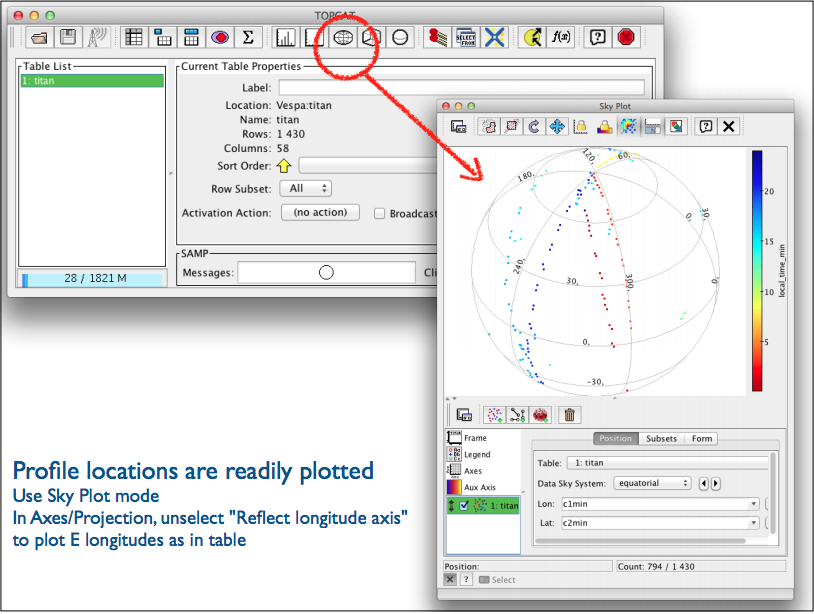 TOPCAT
SELECT
FROM
Σ
f(x)
?
Table List
1: titan
28 / 1821 M
Current Table Properties
Label:
Location: Vespa:titan
Name: titan
Rows: 1 430
Columns: 58
Sort Order:
Row Subset: All
Activation Action: (no action) Broadcast
SAMP
Messages: Cli
Sky Plot
?
120,
60,
180,
30,
0,
240,
30,
300,
0,
0,
-30,
20
15
10
5
local_time_min
Frame
Legend
Axes
Aux Axis
1: titan
Position Subsets Form
Table: 1: titan
Data Sky System: equatorial
Lon: c1min
Lat: c2min
Position: Count: 794 / 1 430
? Select
Profile locations are readily plotted
Use Sky Plot mode
In Axes/Projection, unselect "Reflect longitude axis"
to plot E longitudes as in table